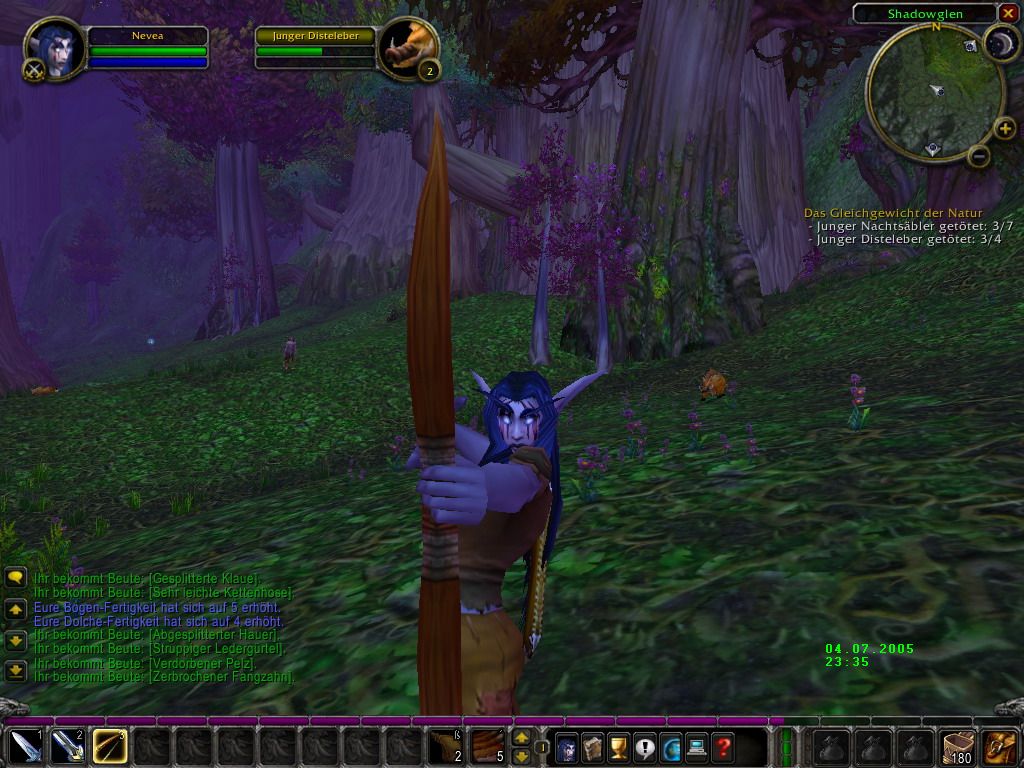 Nevea
Junger Disteleber
2
Shadowglen
N
Das Gleichgewicht der Natur
- Junger Nachtsäbler getötet: 3/7
- Junger Disteleber getötet: 3/4
Ihr bekommt Beute: [Gesplitterte Klaue].
Ihr bekommt Beute: [Sehr leichte Kettenhose].
Eure Bögen-Fertigkeit hat sich auf 5 erhöht.
Eure Dolche-Fertigkeit hat sich auf 4 erhöht.
Ihr bekommt Beute: [Abgesplitterter Hauer].
Ihr bekommt Beute: [Struppiger Ledergürtel].
Ihr bekommt Beute: [Verdorbener Pelz].
Ihr bekommt Beute: [Zerbrochener Fangzahn].
04.07.2005
23:35
1
2
3
ß
2
5
1
180